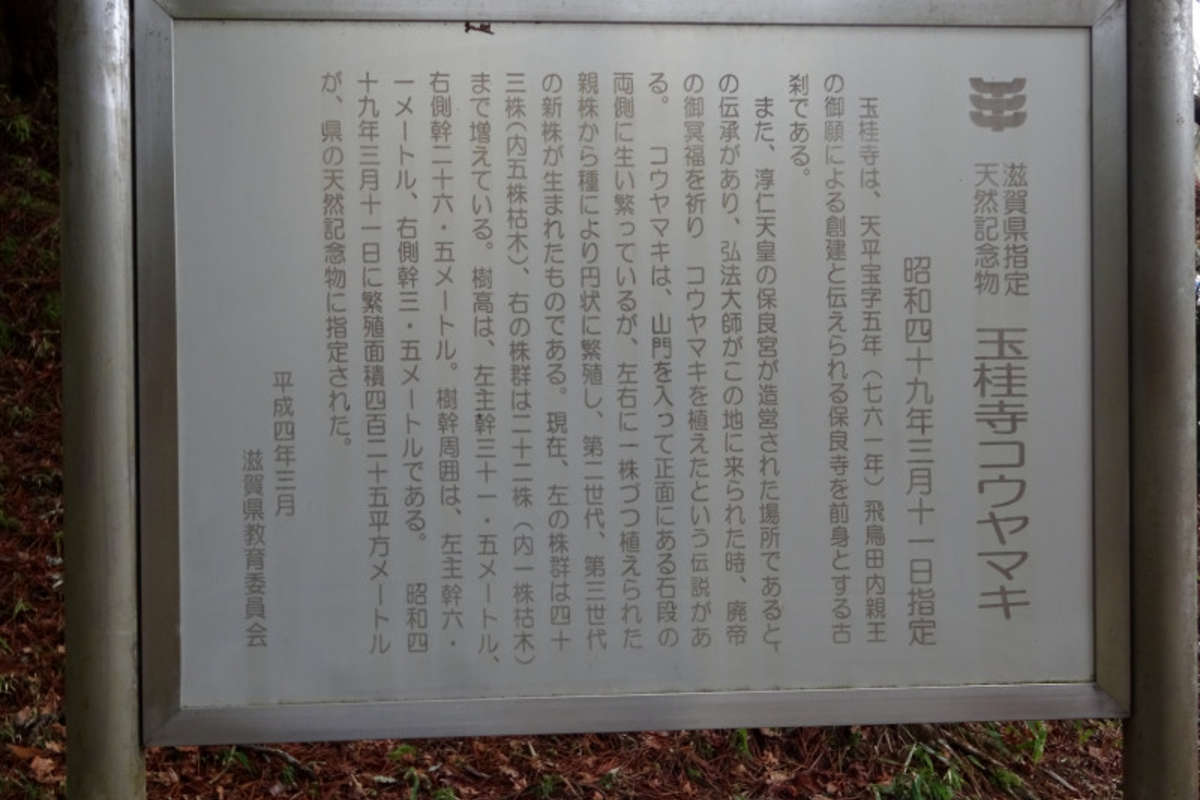 滋賀県指定
天然記念物
玉桂寺コウヤマキ
昭和四十九年三月十一日指定
玉桂寺は、天平宝字五年（七六一年）飛鳥田内親王
の御願による創建と伝えられる保良寺を前身とする古
刹である。
また、淳仁天皇の保良宮が造営された場所であると、
の伝承があり、弘法大師がこの地に来られた時、廃帝
の御冥福を祈り　コウヤマキを植えたという伝説があ
る。　コウヤマキは、山門を入って正面にある石段の
両側に生い繁っているが、左右に一株づつ植えられた
親株から種により円状に繁殖し、第二世代、第三世代
の新株が生まれたものである。現在、左の株群は四十
三株（内五株枯木）、右の株群は二十二株（内一株枯木）
まで増えている。樹高は、左主幹三十一・五メートル、
右側幹二十六・五メートル。樹幹周囲は、左主幹六・
一メートル、右側幹三・五メートルである。　昭和四
十九年三月十一日に繁殖面積四百二十五平方メートル
が、県の天然記念物に指定された。
平成四年三月
滋賀県教育委員会